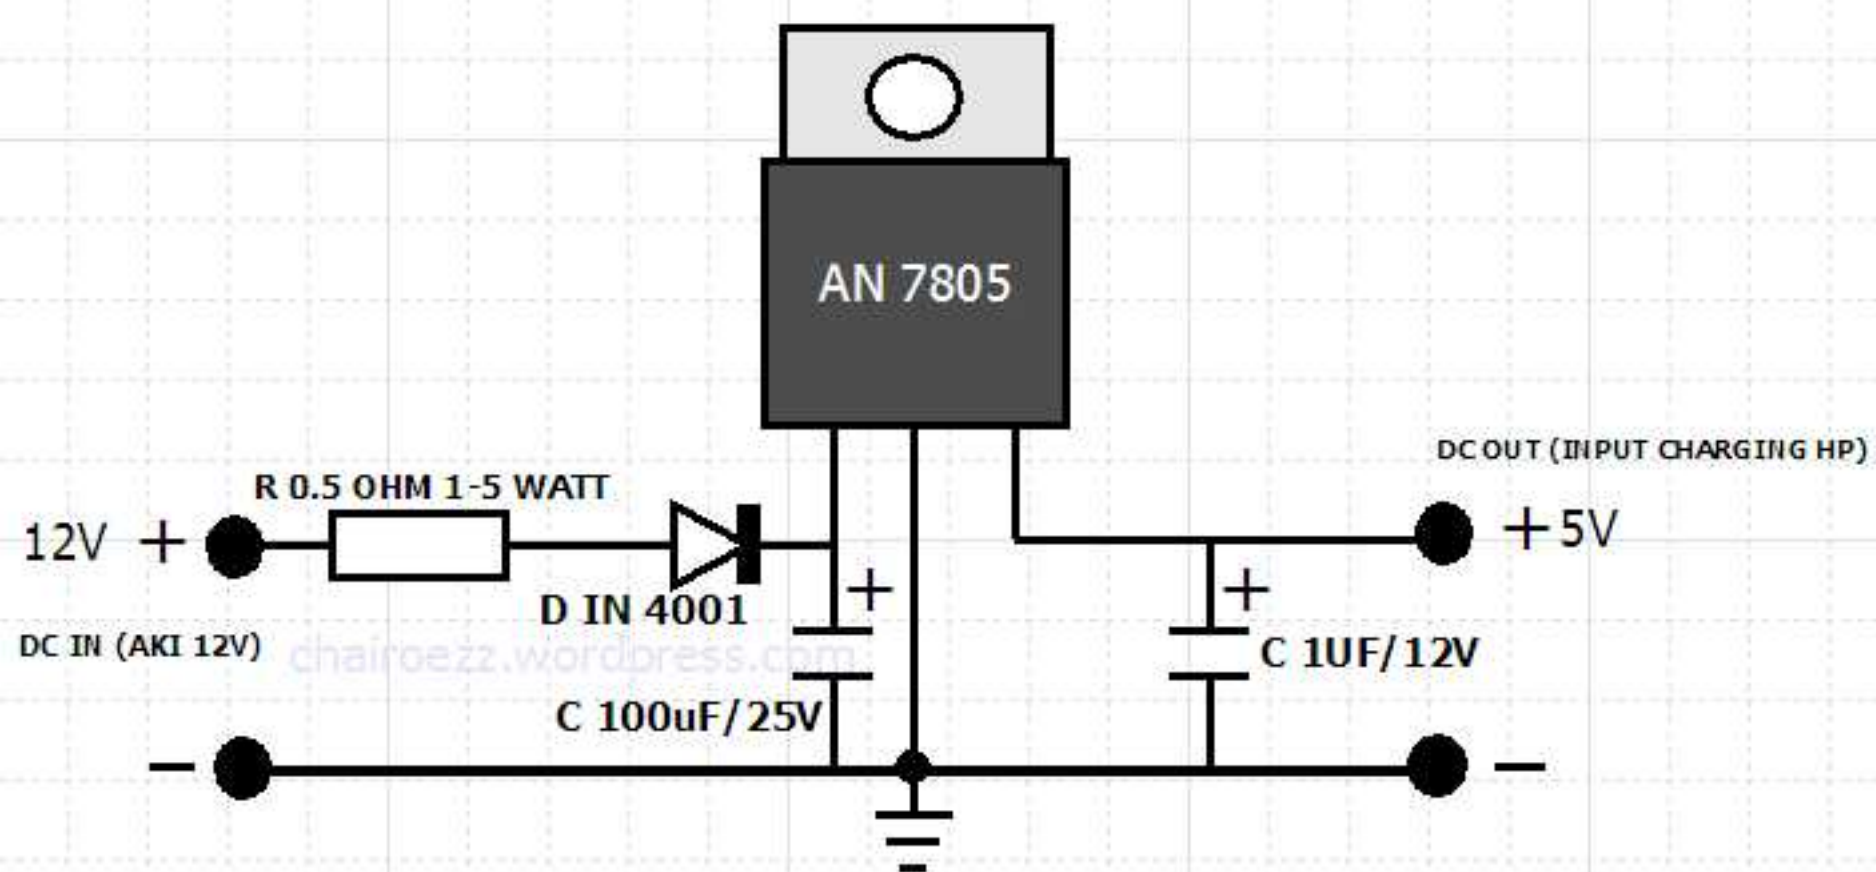 AN 7805
DC OUT (INPUT CHARGING HP)
R 0.5 OHM 1-5 WATT
12V +
+ 5V
D IN 4001
+
+
DC IN (AKI 12V)
chairoezz.wordpress.com
C 1UF/12V
C 100uF/25V
−
−